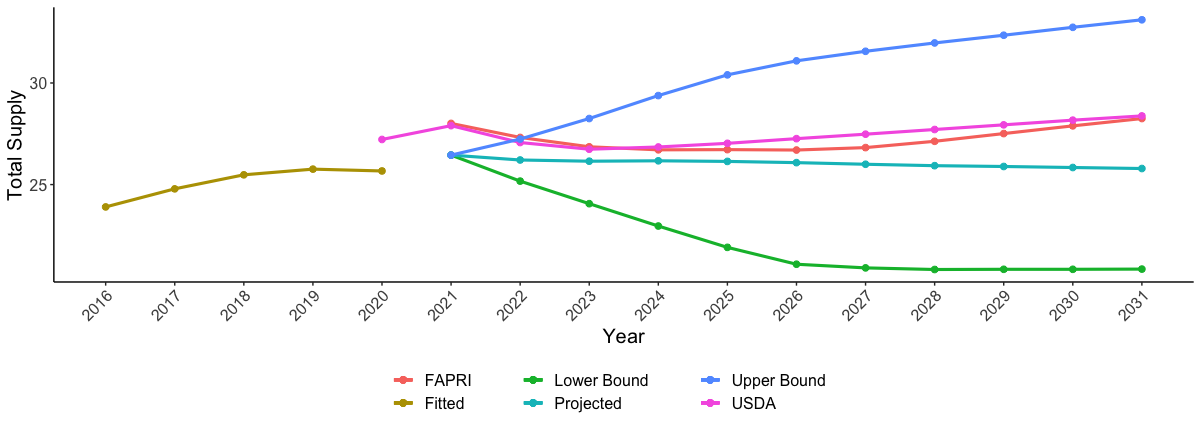 Total Supply
30
25
2016 2017 2018 2019 2020 2021 2022 2023 2024 2025 2026 2027 2028 2029 2030 2031
Year
FAPRI Lower Bound Upper Bound
Fitted Projected USDA